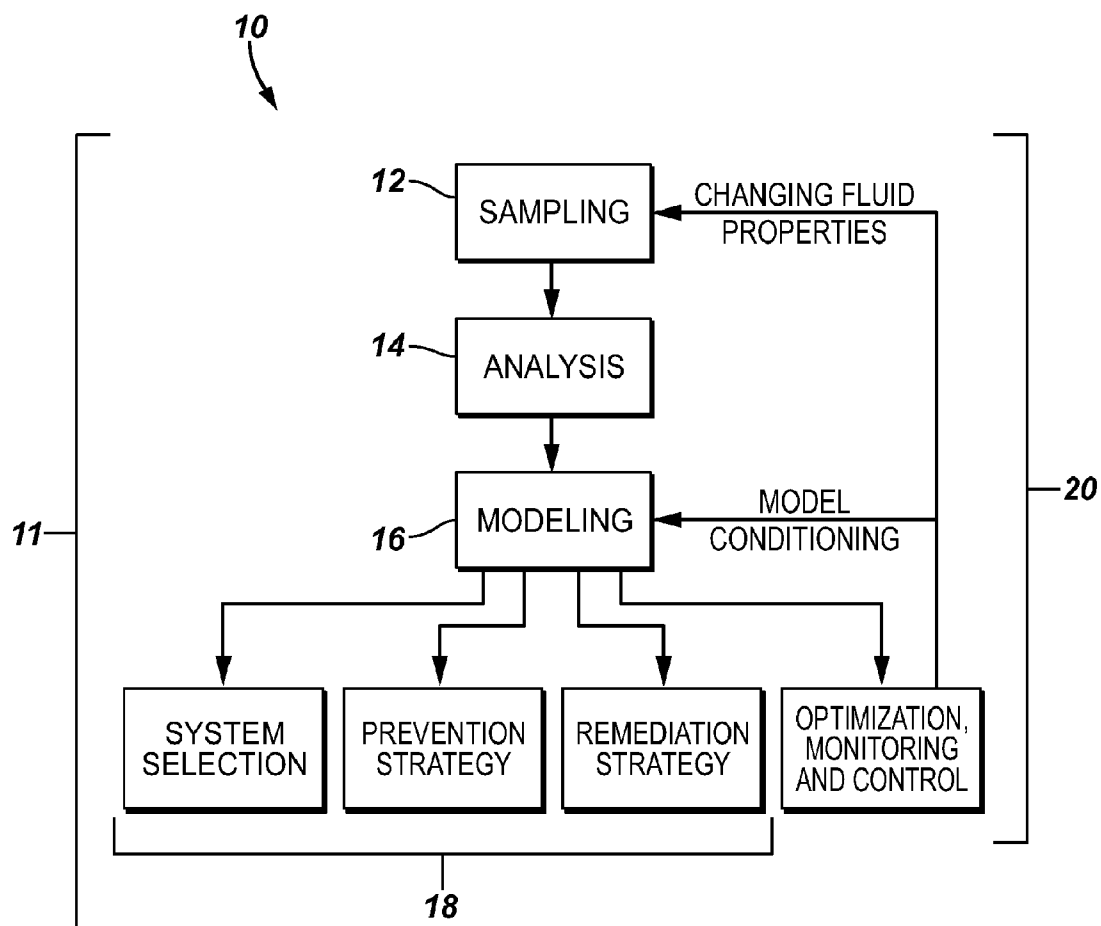 10
12
SAMPLING
CHANGING FLUID
PROPERTIES
14
ANALYSIS
11
16
MODELING
MODEL
CONDITIONING
20
SYSTEM
SELECTION
PREVENTION
STRATEGY
REMEDIATION
STRATEGY
OPTIMIZATION,
MONITORING
AND CONTROL
18